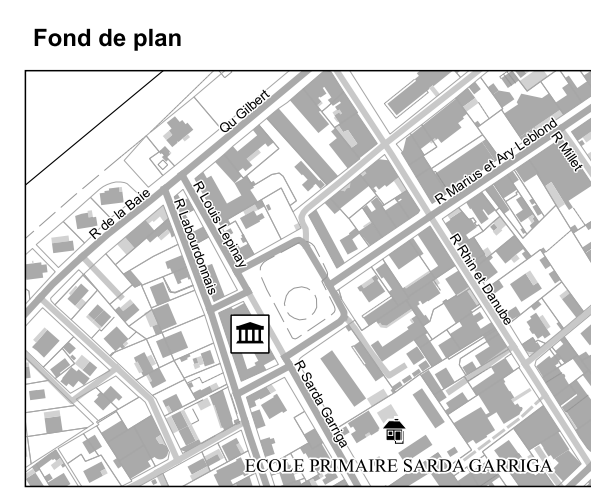 Fond de plan
Qu Gilbert
R Marius et Ary Leblond
R Millet
R de la Baie
R Louis Lepinay
R Labourdonnais
R Rhin et Danube
R Sarda Garriga
ECOLE PRIMAIRE SARDA GARRIGA